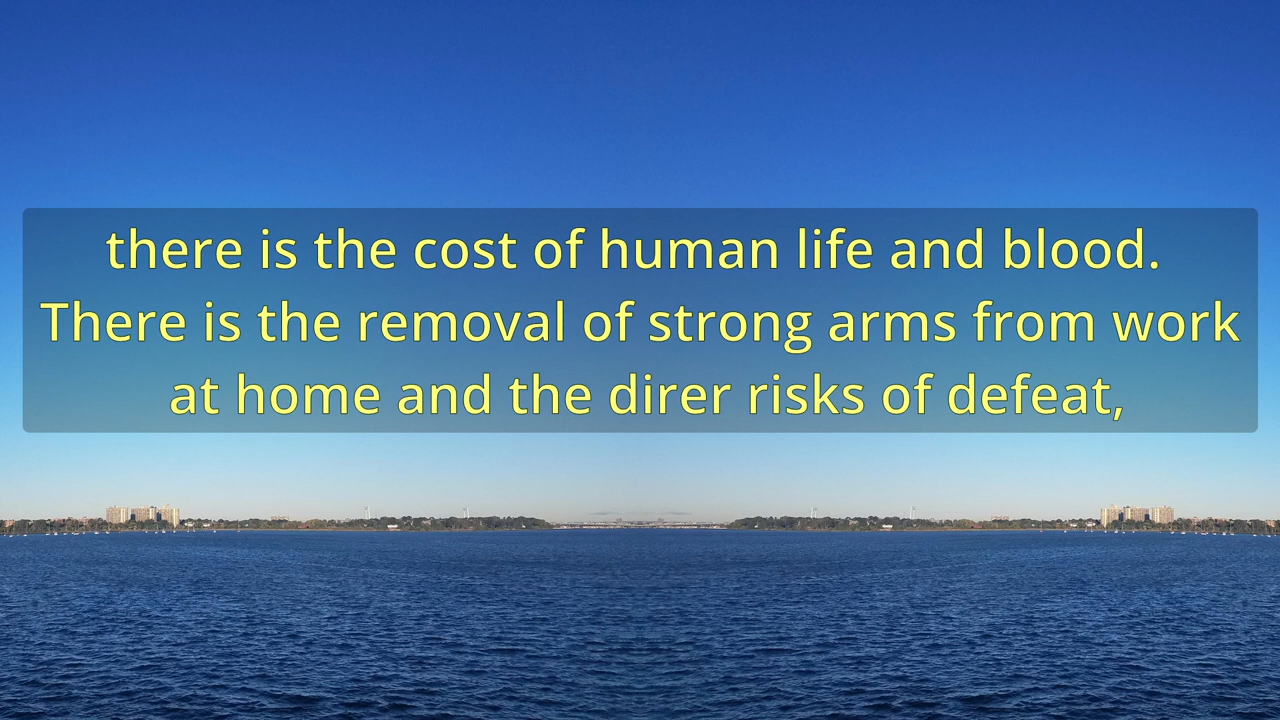 there is the cost of human life and blood.
There is the removal of strong arms from work
at home and the direr risks of defeat,